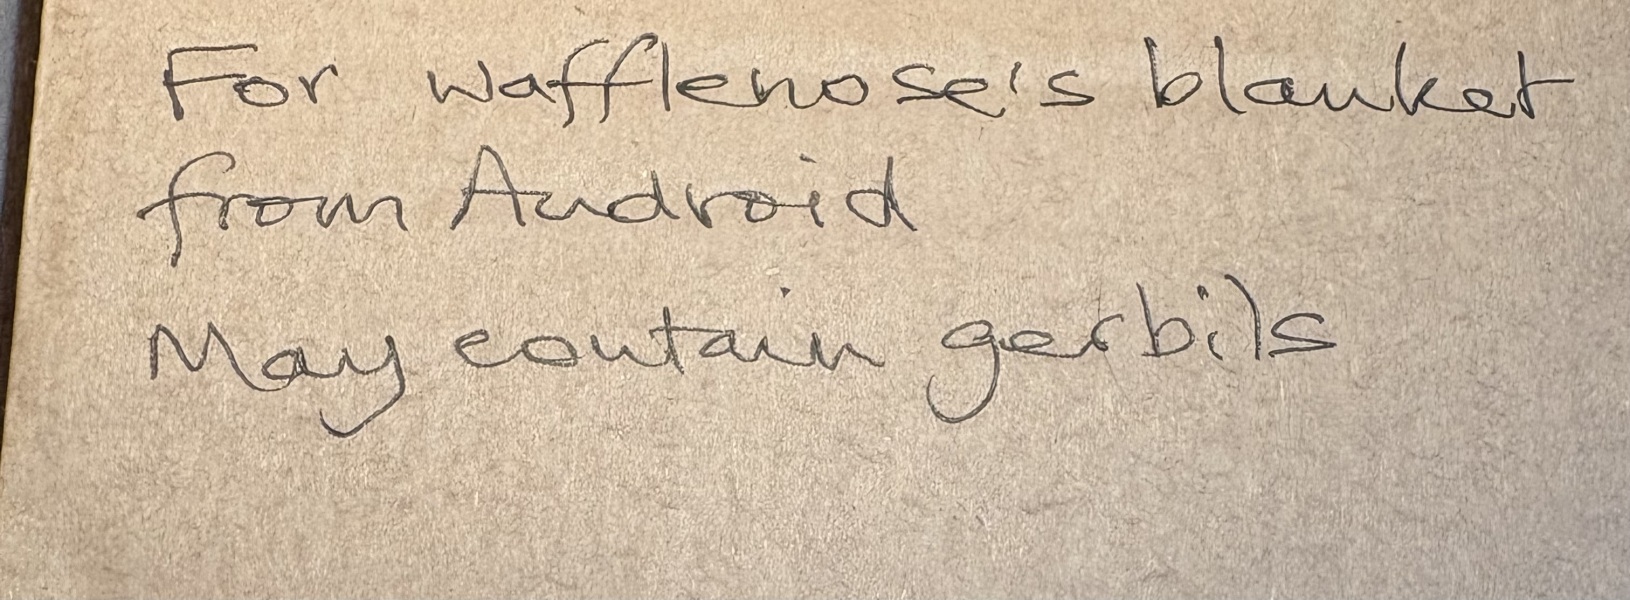 For wafflenose's blanket
from Android
May contain gerbils